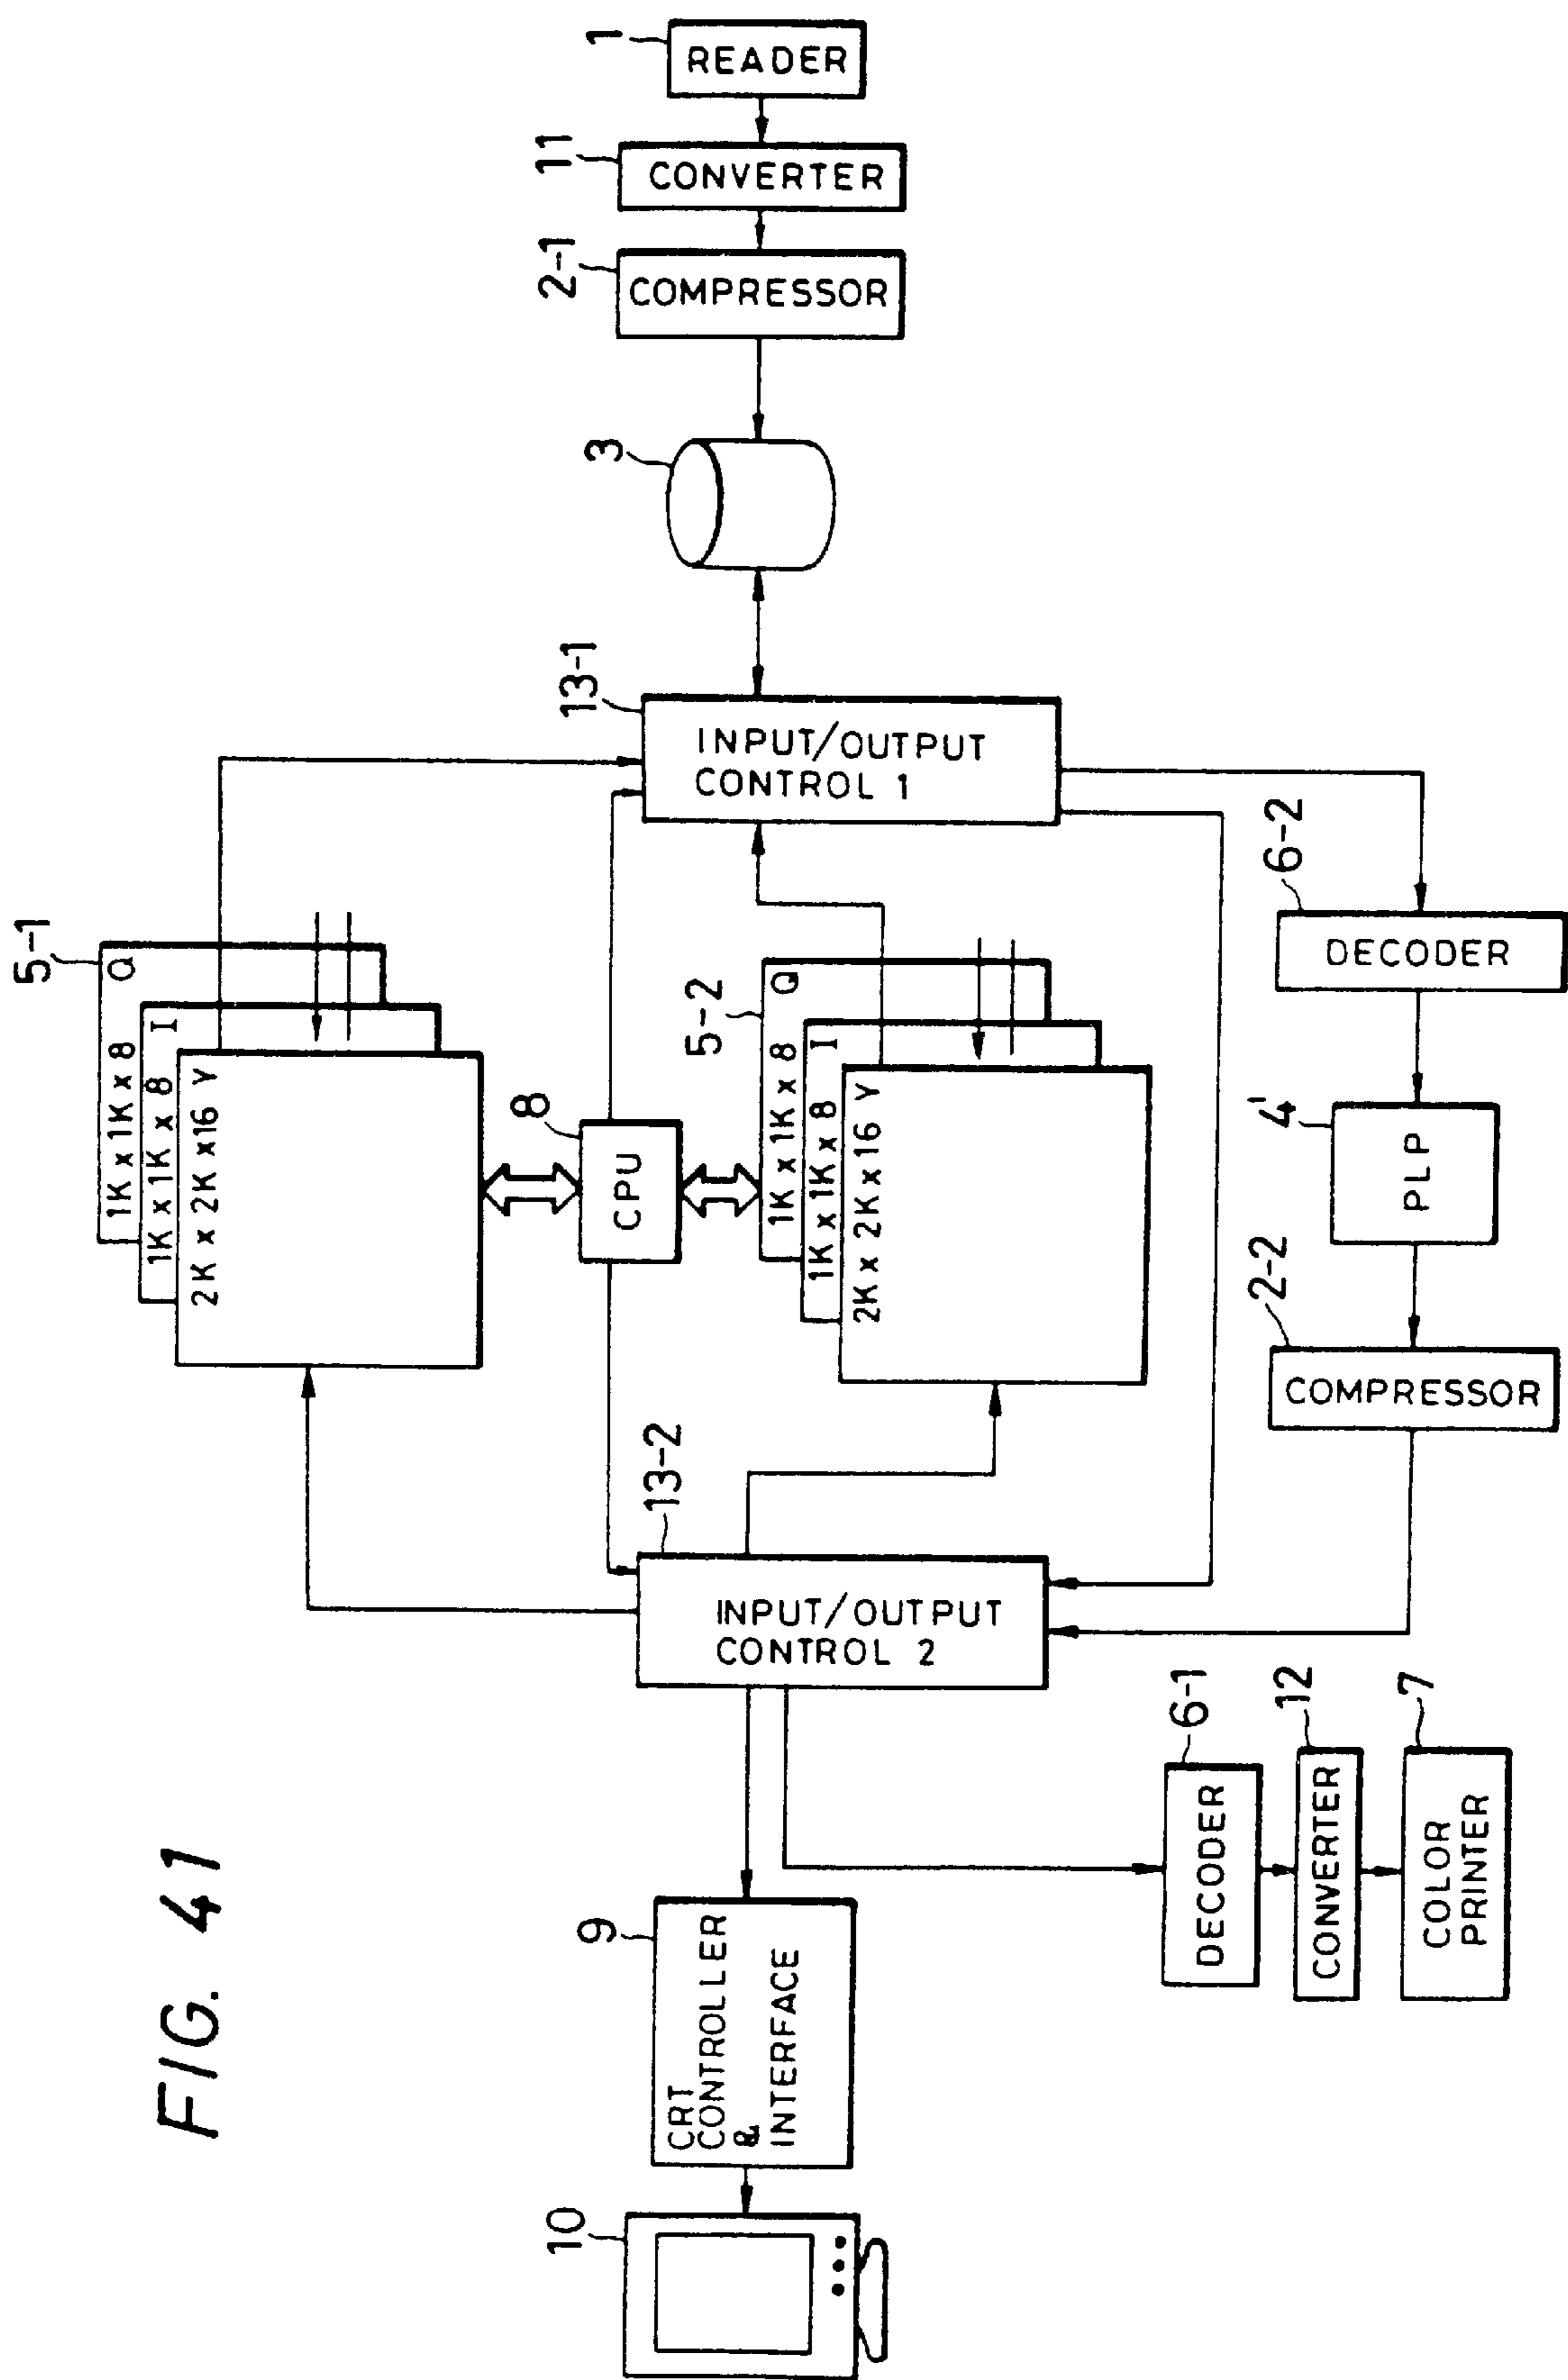 FIG. 41
1
READER
11
CONVERTER
2-1
COMPRESSOR
3
13-1
INPUT/OUTPUT
CONTROL 1
5-1
1K x 1K x 8 Q
1K x 1K x 8 I
2K x 2K x16 Y
8
CPU
5-2
1K x 1K x 8 Q
1K x 1K x 8 I
2K x 2K x 16 Y
6-2
DECODER
4'
PLP
2-2
COMPRESSOR
13-2
INPUT/OUTPUT
CONTROL 2
6-1
DECODER
12
CONVERTER
7
COLOR
PRINTER
9
CRT
CONTROLLER
&
INTERFACE
10